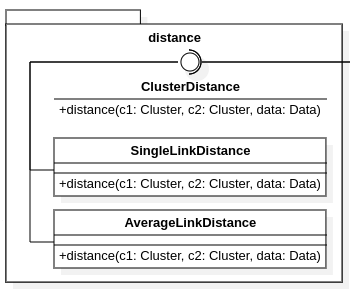 distance
ClusterDistance
+distance(c1: Cluster, c2: Cluster, data: Data)
SingleLinkDistance
+distance(c1: Cluster, c2: Cluster, data: Data)
AverageLinkDistance
+distance(c1: Cluster, c2: Cluster, data: Data)